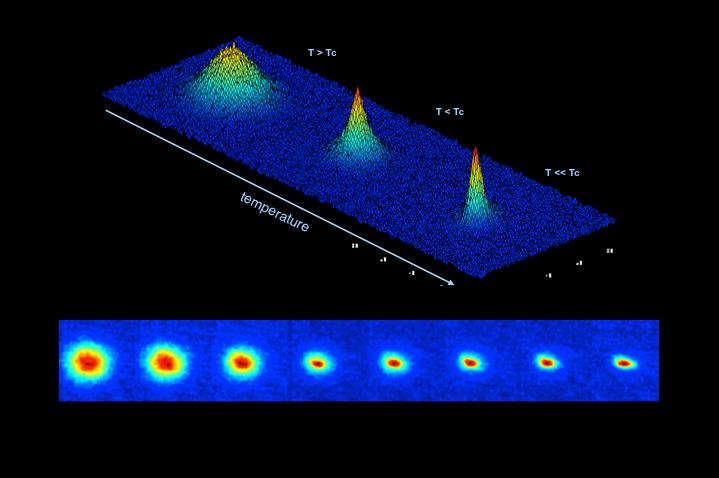 T > Tc
T < Tc
T << Tc
temperature